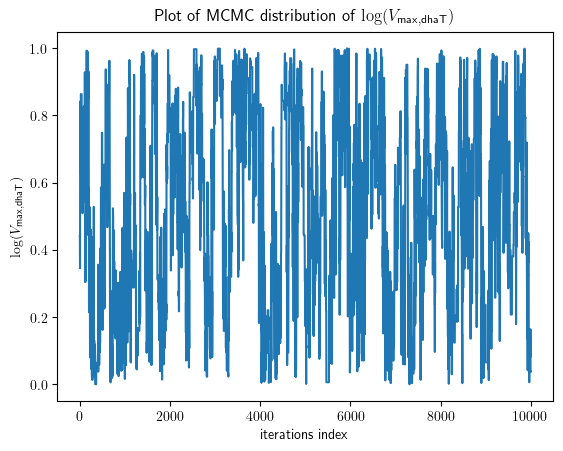 Plot of MCMC distribution of log(V_max,dhaT)
log(V_max,dhaT)
1.0
0.8
0.6
0.4
0.2
0.0
0 2000 4000 6000 8000 10000
iterations index